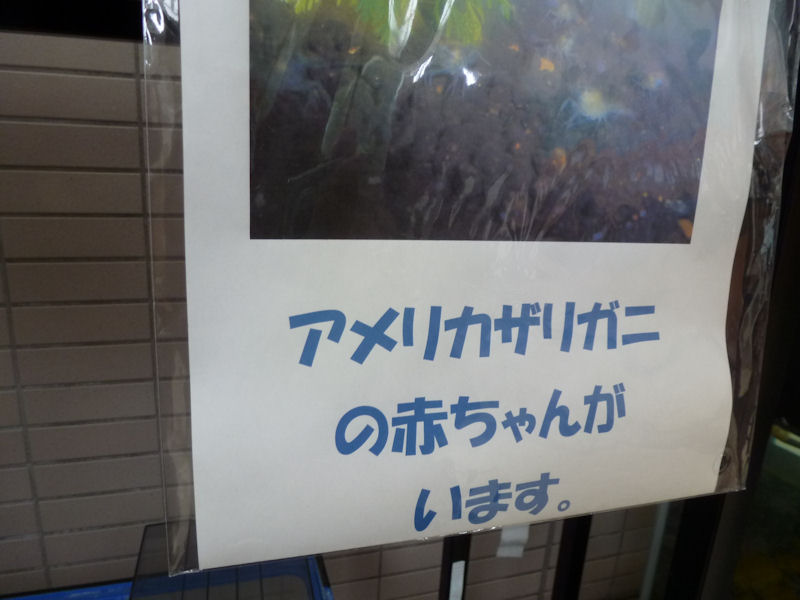 アメリカザリガニ
の赤ちゃんが
います。